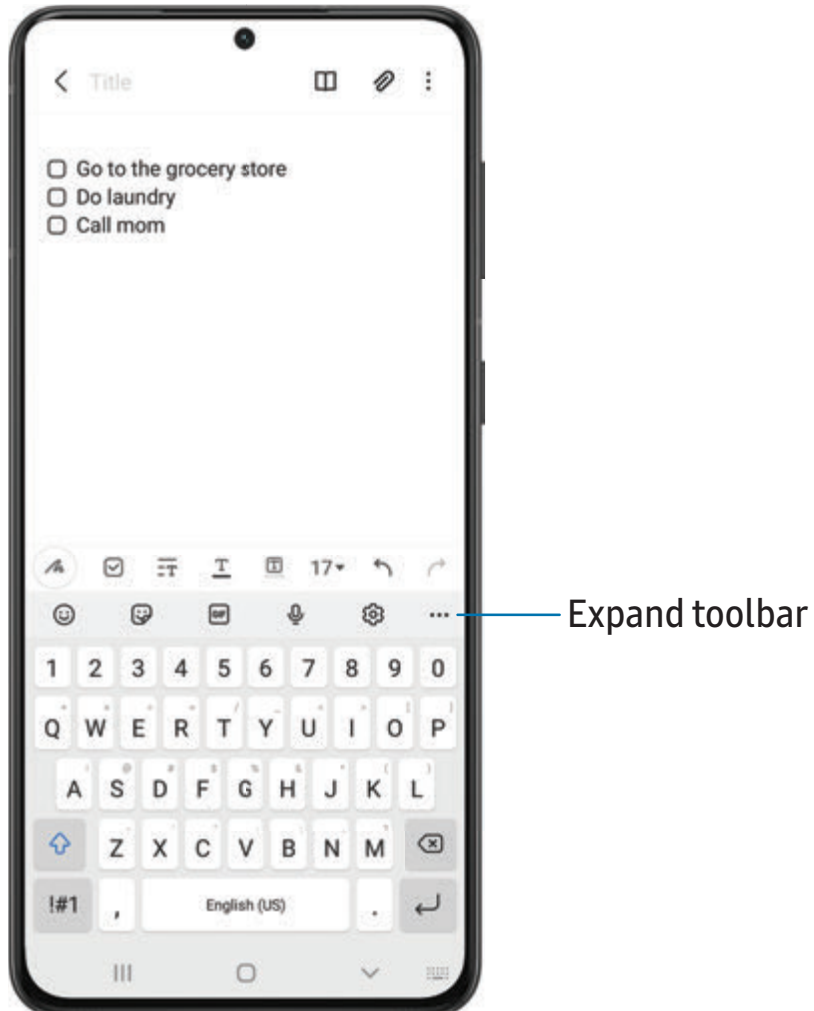 Title
Go to the grocery store
Do laundry
Call mom
17
GIF
Expand toolbar
1 2 3 4 5 6 7 8 9 0
Q W E R T Y U I O P
A S D F G H J K L
Z X C V B N M
!#1 , English (US) .